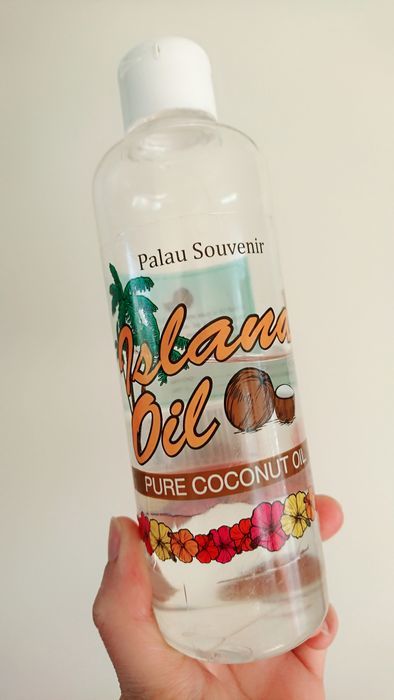 Palau Souvenir
Island
Oil
PURE COCONUT OIL